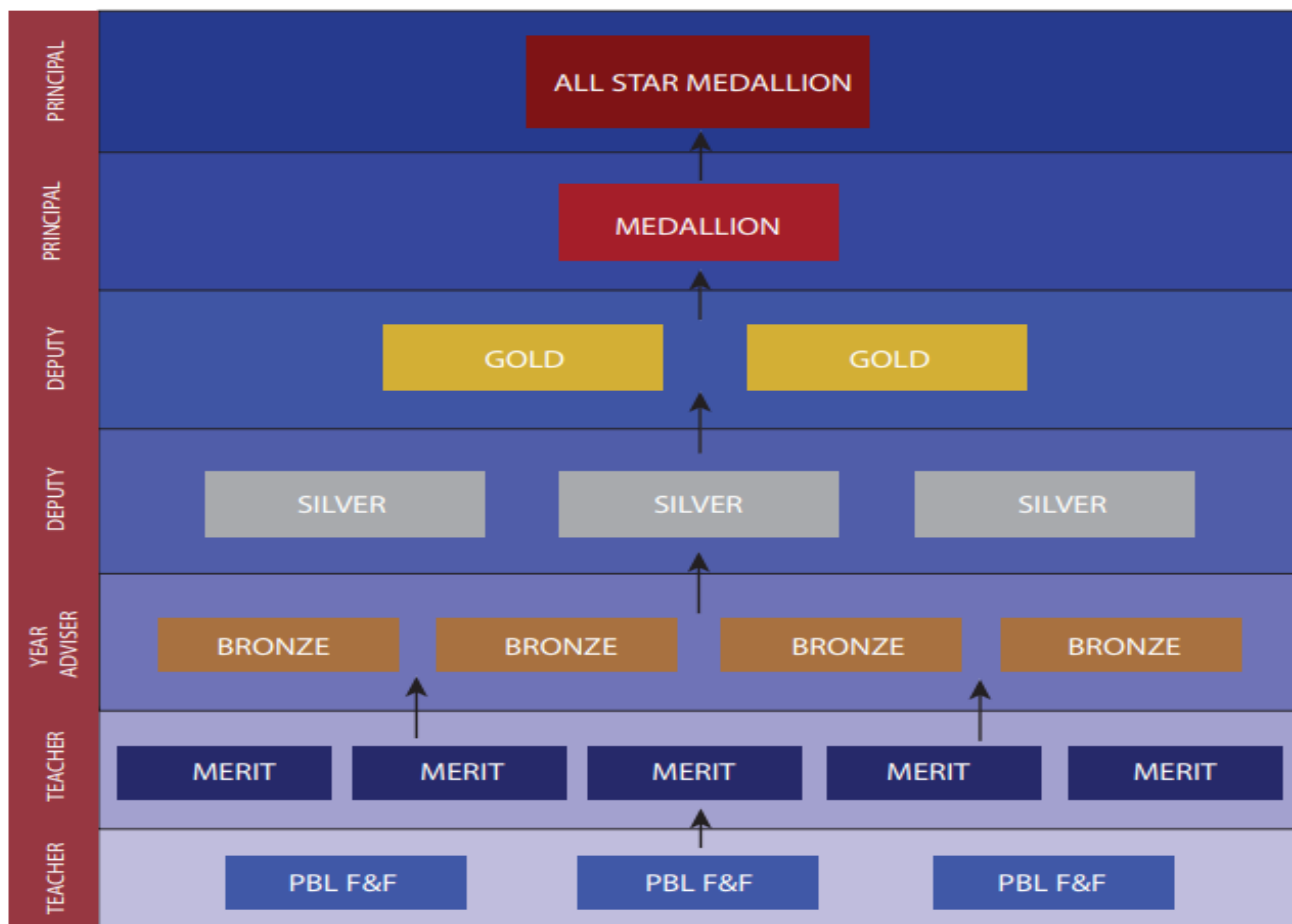 PRINCIPAL
ALL STAR MEDALLION
PRINCIPAL
MEDALLION
DEPUTY
GOLD
GOLD
DEPUTY
SILVER
SILVER
SILVER
YEAR
ADVISER
BRONZE
BRONZE
BRONZE
BRONZE
TEACHER
MERIT
MERIT
MERIT
MERIT
MERIT
TEACHER
PBL F&F
PBL F&F
PBL F&F